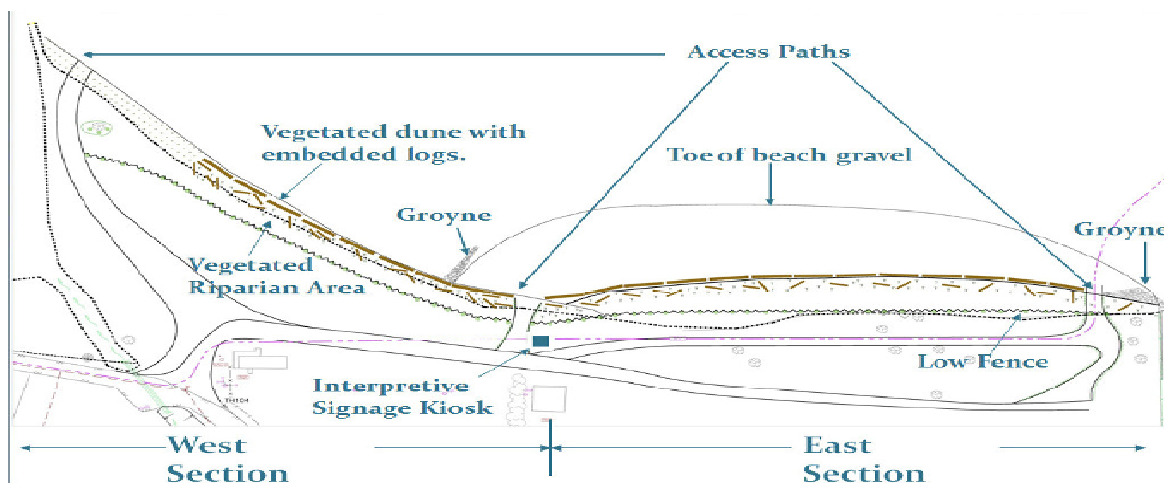 Access Paths
Vegetated dune with
embedded logs.
Toe of beach gravel
Groyne
Groyne
Vegetated
Riparian Area
Low Fence
Interpretive
Signage Kiosk
West
Section
East
Section